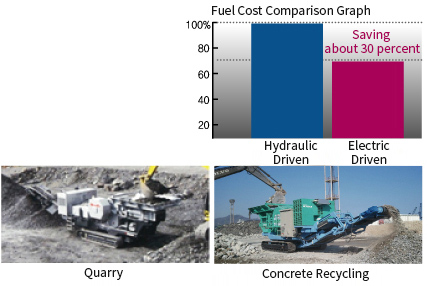 Fuel Cost Comparison Graph
100%
80
60
40
20
Saving
about 30 percent
Hydraulic
Driven
Electric
Driven
Quarry
Concrete Recycling